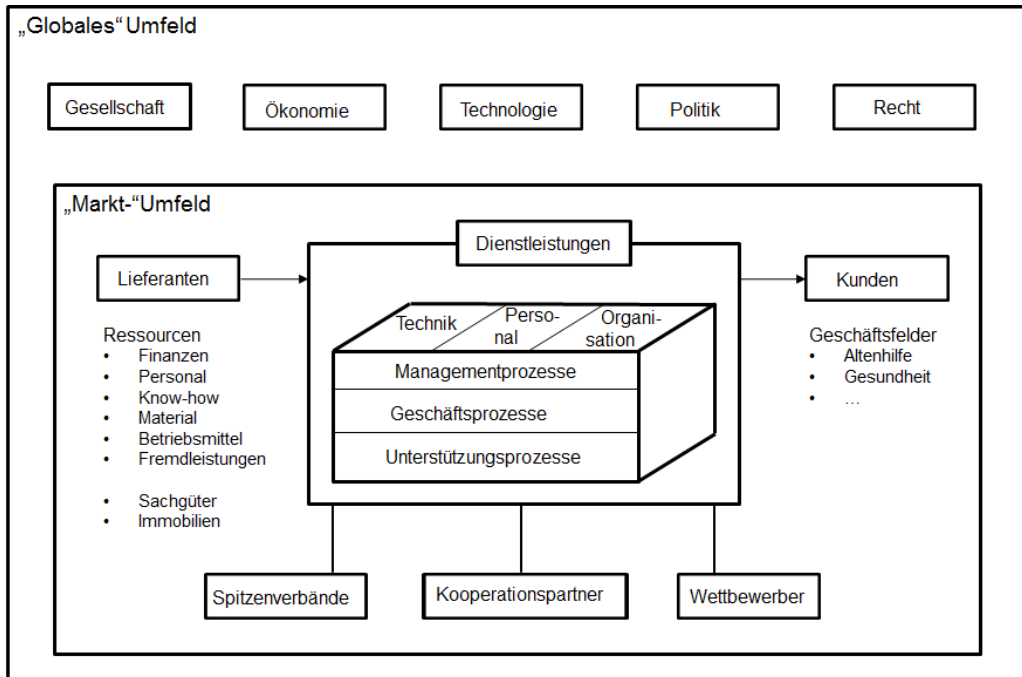 „Globales“ Umfeld
Gesellschaft
Ökonomie
Technologie
Politik
Recht
„Markt-“Umfeld
Dienstleistungen
Lieferanten
Kunden
Technik
Perso-
nal
Organi-
sation
Managementprozesse
Geschäftsprozesse
Unterstützungsprozesse
Ressourcen
• Finanzen
• Personal
• Know-how
• Material
• Betriebsmittel
• Fremdleistungen
• Sachgüter
• Immobilien
Geschäftsfelder
• Altenhilfe
• Gesundheit
• …
Spitzenverbände
Kooperationspartner
Wettbewerber